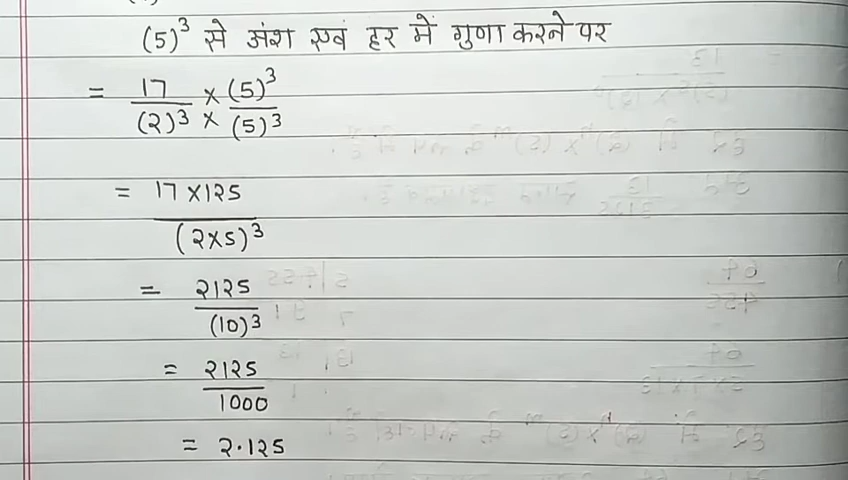 (5)³ से अंश एवं हर में गुणा करने पर
= 17/(2)³ × (5)³/(5)³
= 17×125/(2×5)³
= 2125/(10)³
= 2125/1000
= 2.125